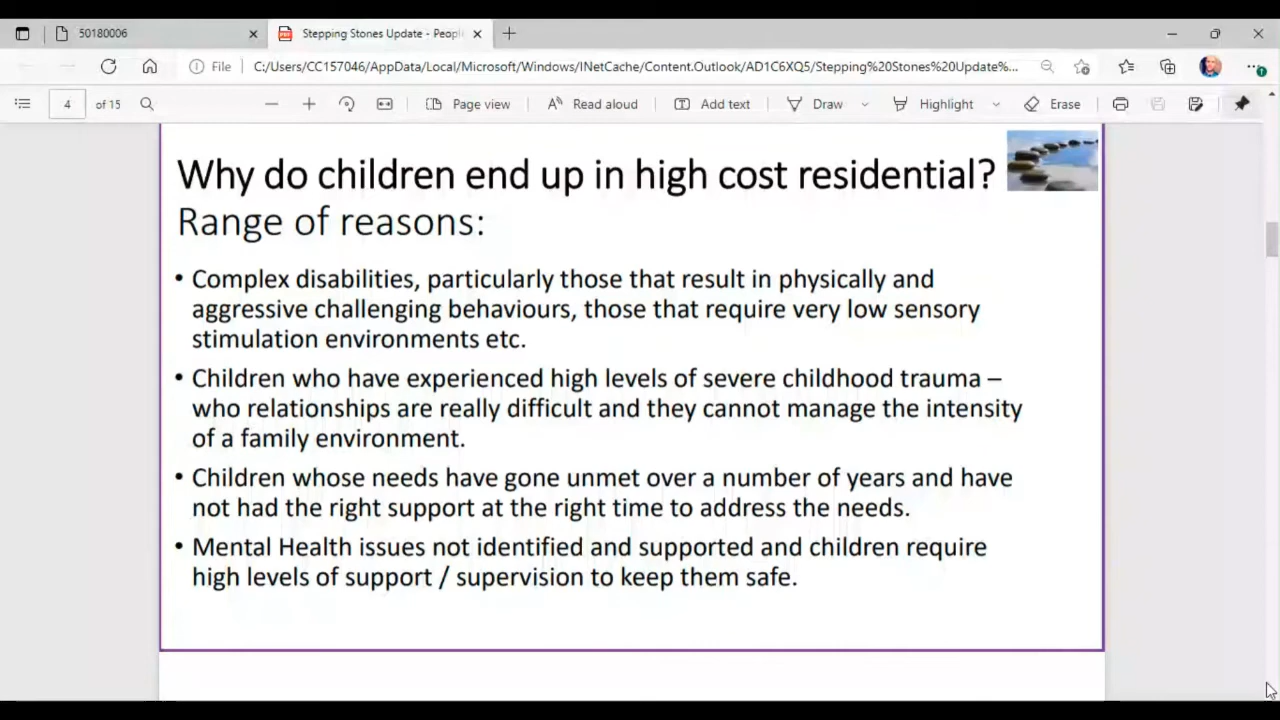 50180006
Stepping Stones Update - Peopl
File
C:/Users/CC157046/AppData/Local/Microsoft/Windows/INetCache/Content.Outlook/AD1C6XQ5/Stepping%20Stones%20Update%...
4 of 15
Page view
Read aloud
Add text
Draw
Highlight
Erase
Why do children end up in high cost residential?
Range of reasons:
• Complex disabilities, particularly those that result in physically and
aggressive challenging behaviours, those that require very low sensory
stimulation environments etc.
• Children who have experienced high levels of severe childhood trauma –
who relationships are really difficult and they cannot manage the intensity
of a family environment.
• Children whose needs have gone unmet over a number of years and have
not had the right support at the right time to address the needs.
• Mental Health issues not identified and supported and children require
high levels of support / supervision to keep them safe.